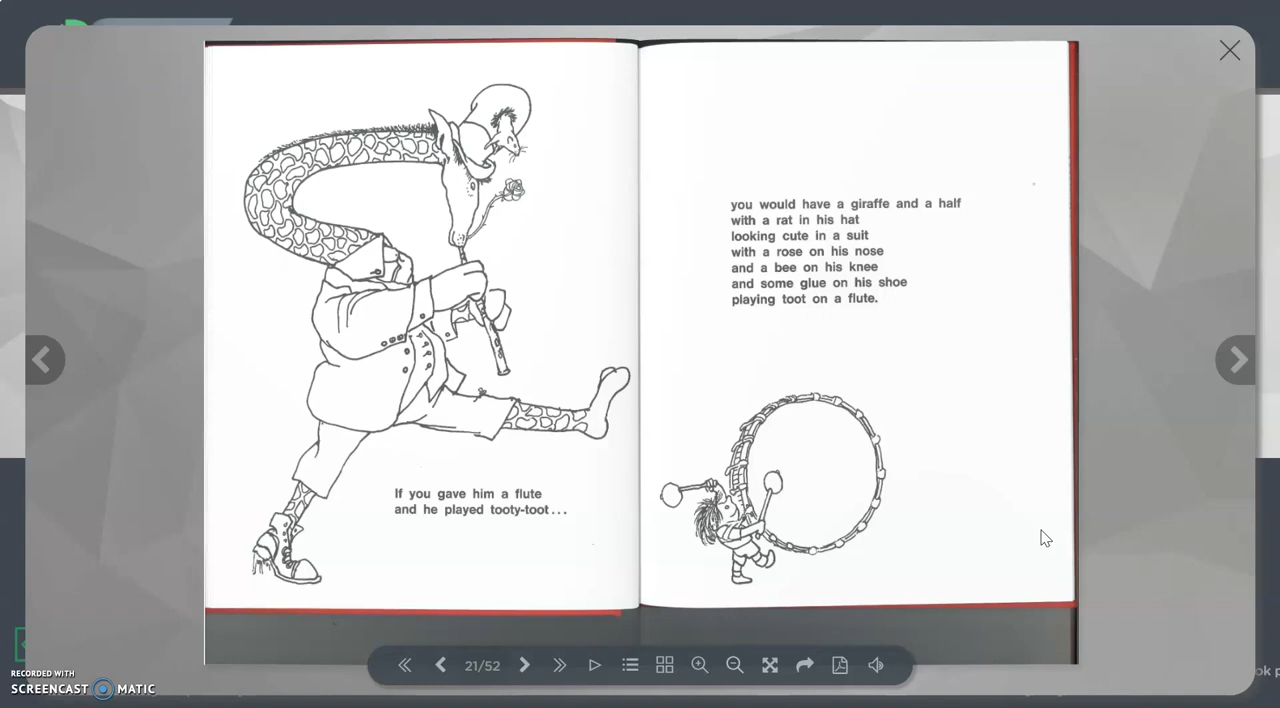 If you gave him a flute
and he played tooty-toot...
you would have a giraffe and a half
with a rat in his hat
looking cute in a suit
with a rose on his nose
and a bee on his knee
and some glue on his shoe
playing toot on a flute.
21/52
RECORDED WITH
SCREENCAST MATIC